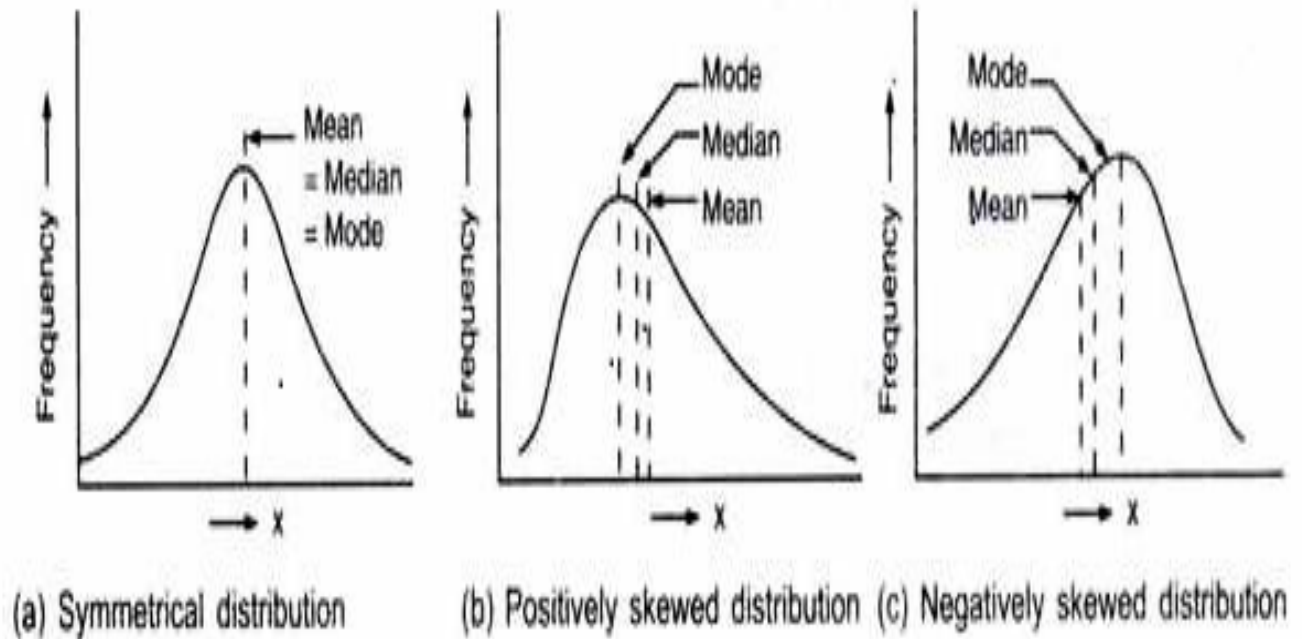 Frequency
Mean
= Median
= Mode
X
(a) Symmetrical distribution
Frequency
Mode
Median
Mean
X
(b) Positively skewed distribution
Frequency
Mode
Median
Mean
X
(c) Negatively skewed distribution